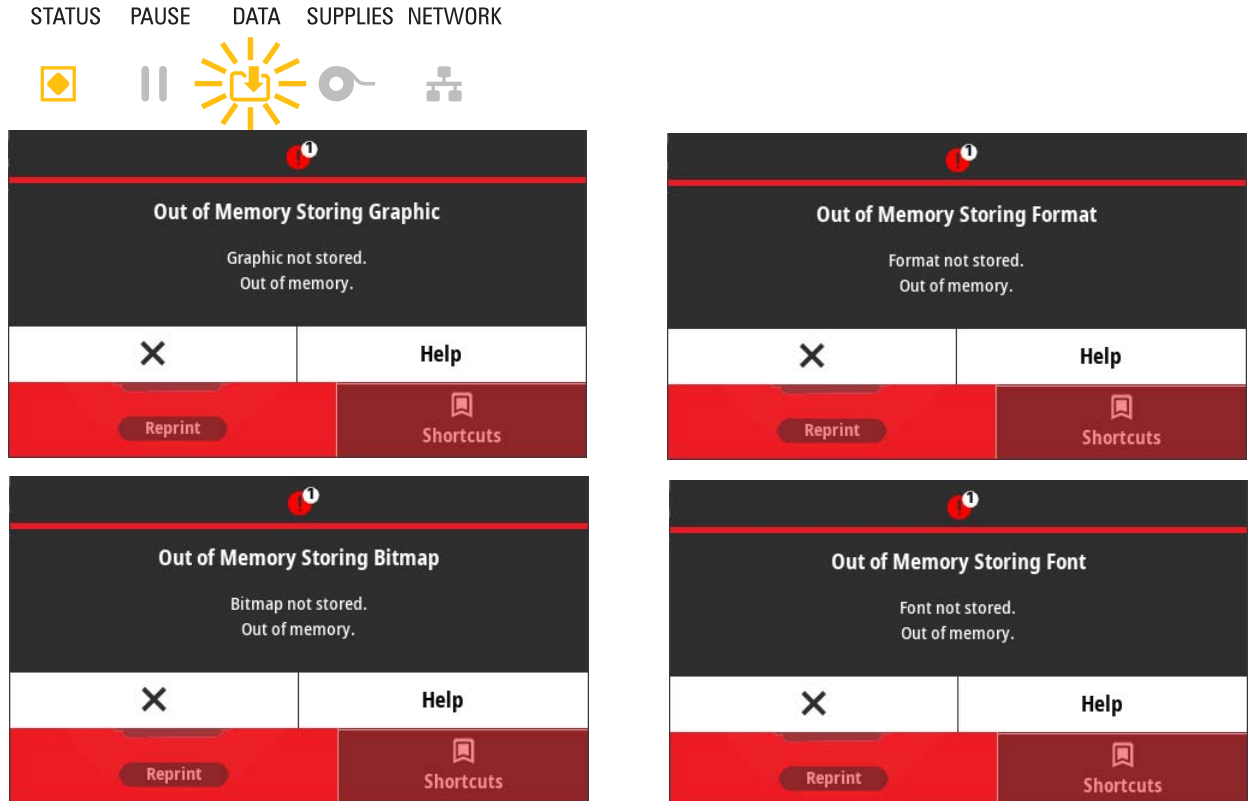 STATUS PAUSE DATA SUPPLIES NETWORK
1
Out of Memory Storing Graphic
Graphic not stored.
Out of memory.
Help
Reprint
Shortcuts
1
Out of Memory Storing Format
Format not stored.
Out of memory.
Help
Reprint
Shortcuts
1
Out of Memory Storing Bitmap
Bitmap not stored.
Out of memory.
Help
Reprint
Shortcuts
1
Out of Memory Storing Font
Font not stored.
Out of memory.
Help
Reprint
Shortcuts